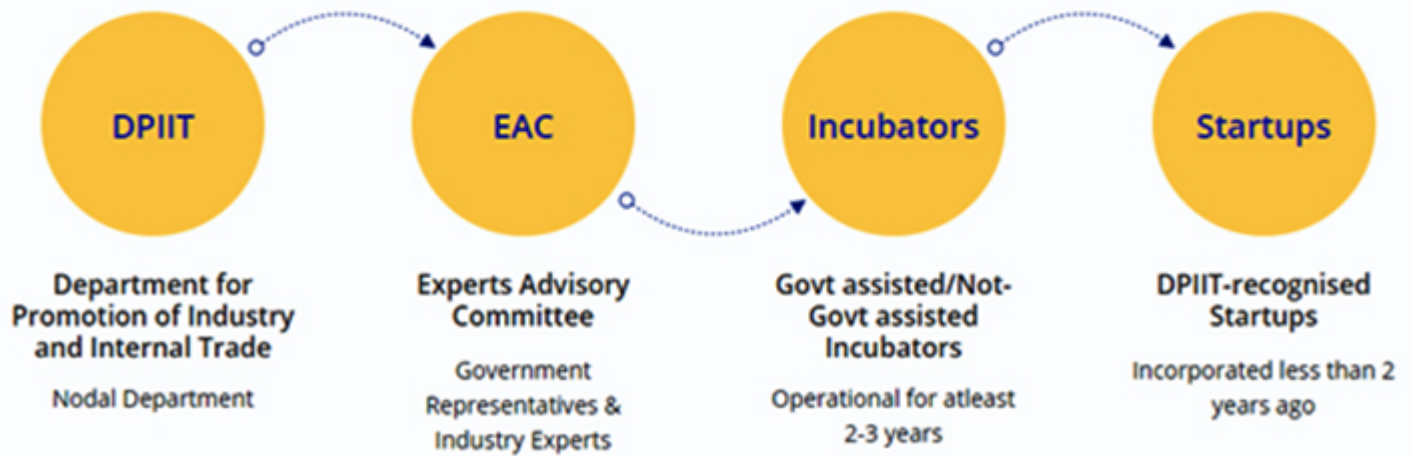 DPIIT
EAC
Incubators
Startups
Department for
Promotion of Industry
and Internal Trade
Nodal Department
Experts Advisory
Committee
Government
Representatives &
Industry Experts
Govt assisted/Not-
Govt assisted
Incubators
Operational for atleast
2-3 years
DPIIT-recognised
Startups
Incorporated less than 2
years ago